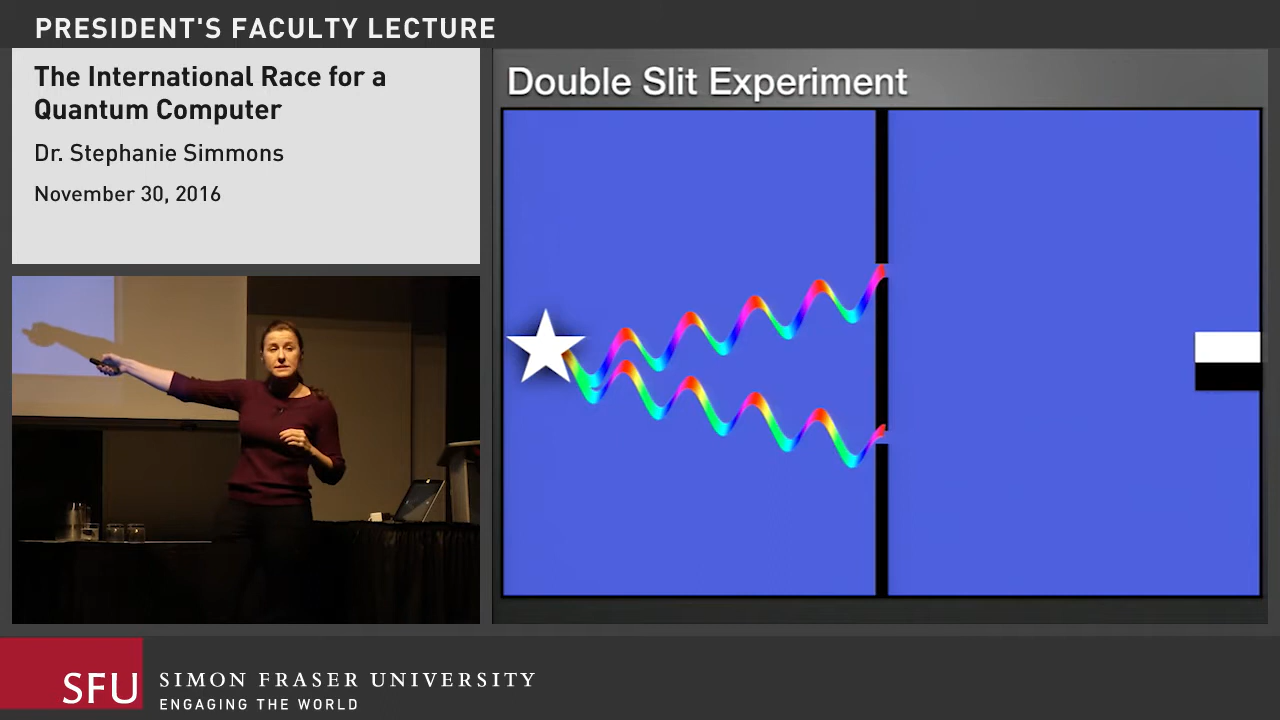 PRESIDENT'S FACULTY LECTURE
The International Race for a
Quantum Computer
Dr. Stephanie Simmons
November 30, 2016
Double Slit Experiment
SFU
SIMON FRASER UNIVERSITY
ENGAGING THE WORLD